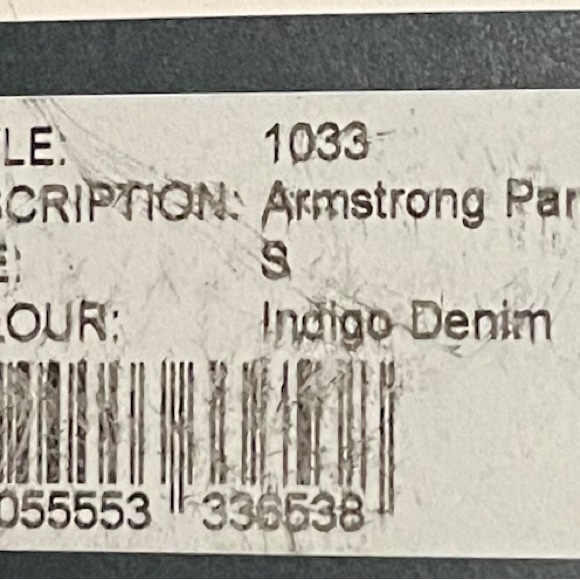 LE: 1033
SCRIPTION: Armstrong Par
E: S
LOUR: Indigo Denim
055553 336538